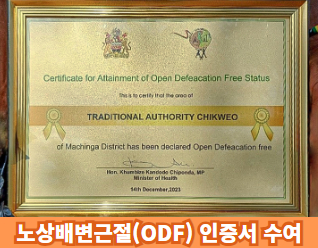 Certificate for Attainment of Open Defeacation Free Status
This is to certify that the area of
TRADITIONAL AUTHORITY CHIKWEO
of Machinga District has been declared Open Defeacation free
Hon. Khumbize Kandodo Chiponda, MP
Minister of Health
14th December, 2023
노상배변근절(ODF) 인증서 수여